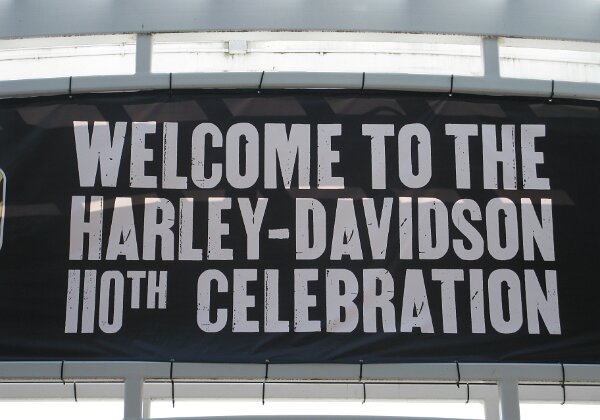 WELCOME TO THE
HARLEY-DAVIDSON
110TH CELEBRATION